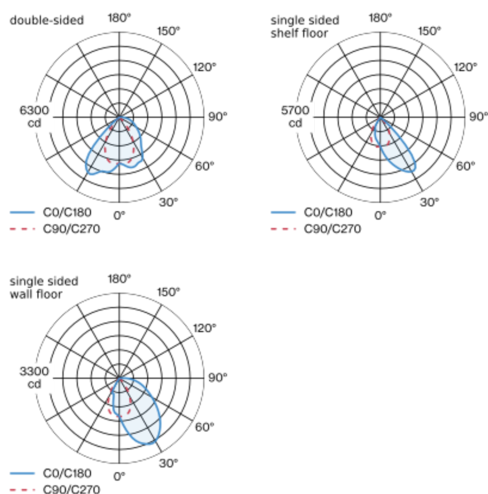 double-sided
180°
150°
120°
90°
60°
30°
0°
6300
cd
C0/C180
C90/C270
single sided
shelf floor
180°
150°
120°
90°
60°
30°
0°
5700
cd
C0/C180
C90/C270
single sided
wall floor
180°
150°
120°
90°
60°
30°
0°
3300
cd
C0/C180
C90/C270